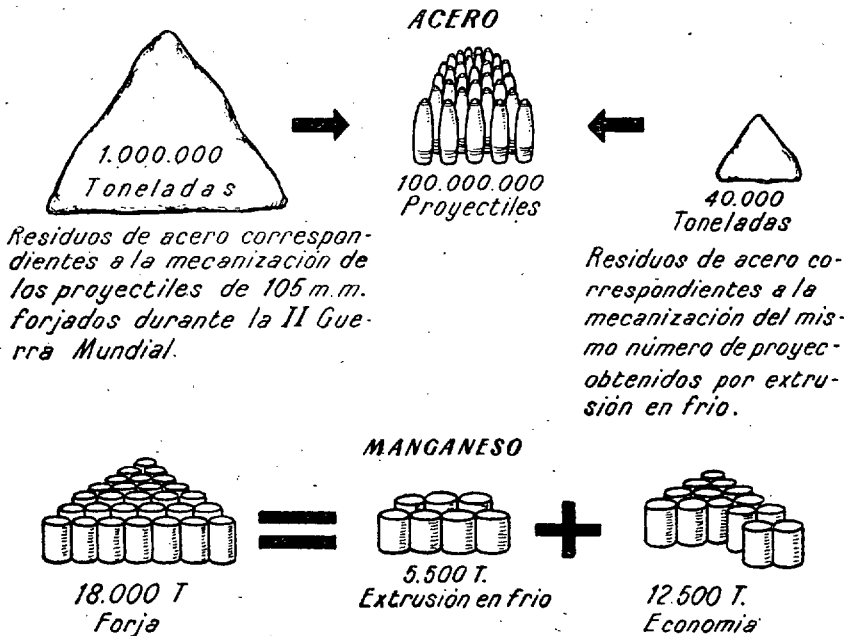 ACERO
1.000.000
Toneladas
100.000.000
Proyectiles
40.000
Toneladas
Residuos de acero correspon-
dientes a la mecanización de
los proyectiles de 105 m.m.
forjados durante la II Gue-
rra Mundial.
Residuos de acero co-
rrespondientes a la
mecanización del mis-
mo número de proyec-
obtenidos por extru-
sión en frio.
MANGANESO
18.000 T
Forja
5.500 T.
Extrusión en frio
12.500 T.
Economia